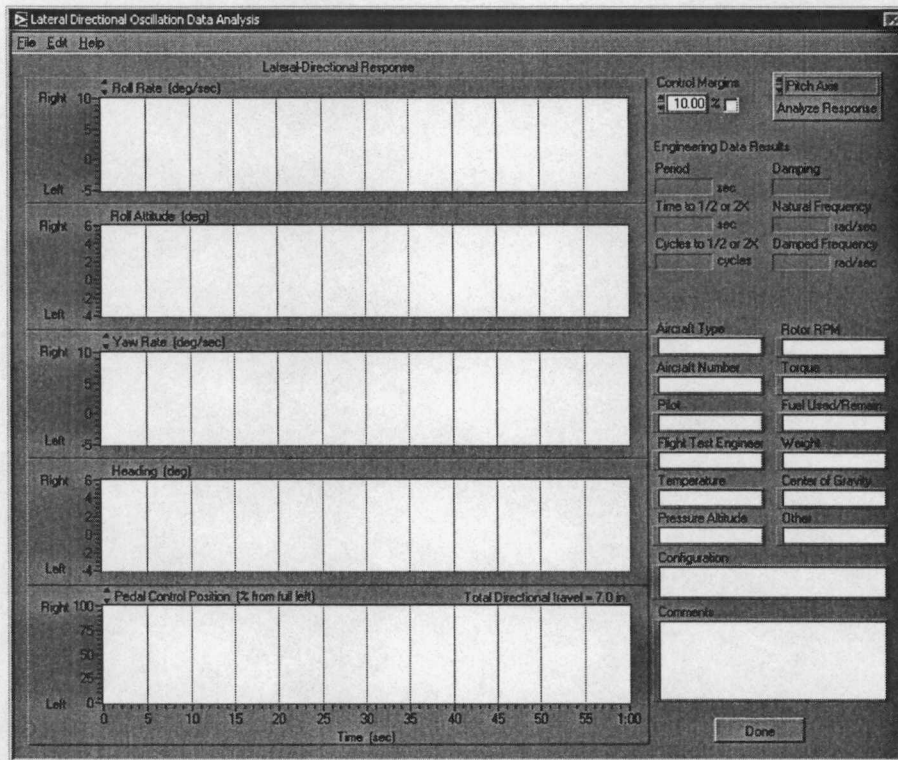 Lateral Directional Oscillation Data Analysis
File Edit Help
Lateral-Directional Response
Right
Roll Rate (deg/sec)
10
5
0
-5
Left
Right
Roll Attitude (deg)
6
4
2
0
2
4
Left
Right
Yaw Rate (deg/sec)
10
5
0
-5
Left
Right
Heading (deg)
6
4
2
0
2
-4
Left
Right
Pedal Control Position (% from full left)
Total Directional travel = 7.0 in.
100
75
50
25
0
Left
0 5 10 15 20 25 30 35 40 45 50 55 1:00
Time (sec)
Control Margins
10.00 %
Pitch Axis
Analyze Response
Engineering Data Results
Period
sec
Damping
Time to 1/2 or 2X
sec
Natural Frequency
rad/sec
Cycles to 1/2 or 2X
cycles
Damped Frequency
rad/sec
Aircraft Type
Rotor RPM
Aircraft Number
Torque
Pilot
Fuel Used/Remain
Flight Test Engineer
Weight
Temperature
Center of Gravity
Pressure Altitude
Other
Configuration
Comments
Done